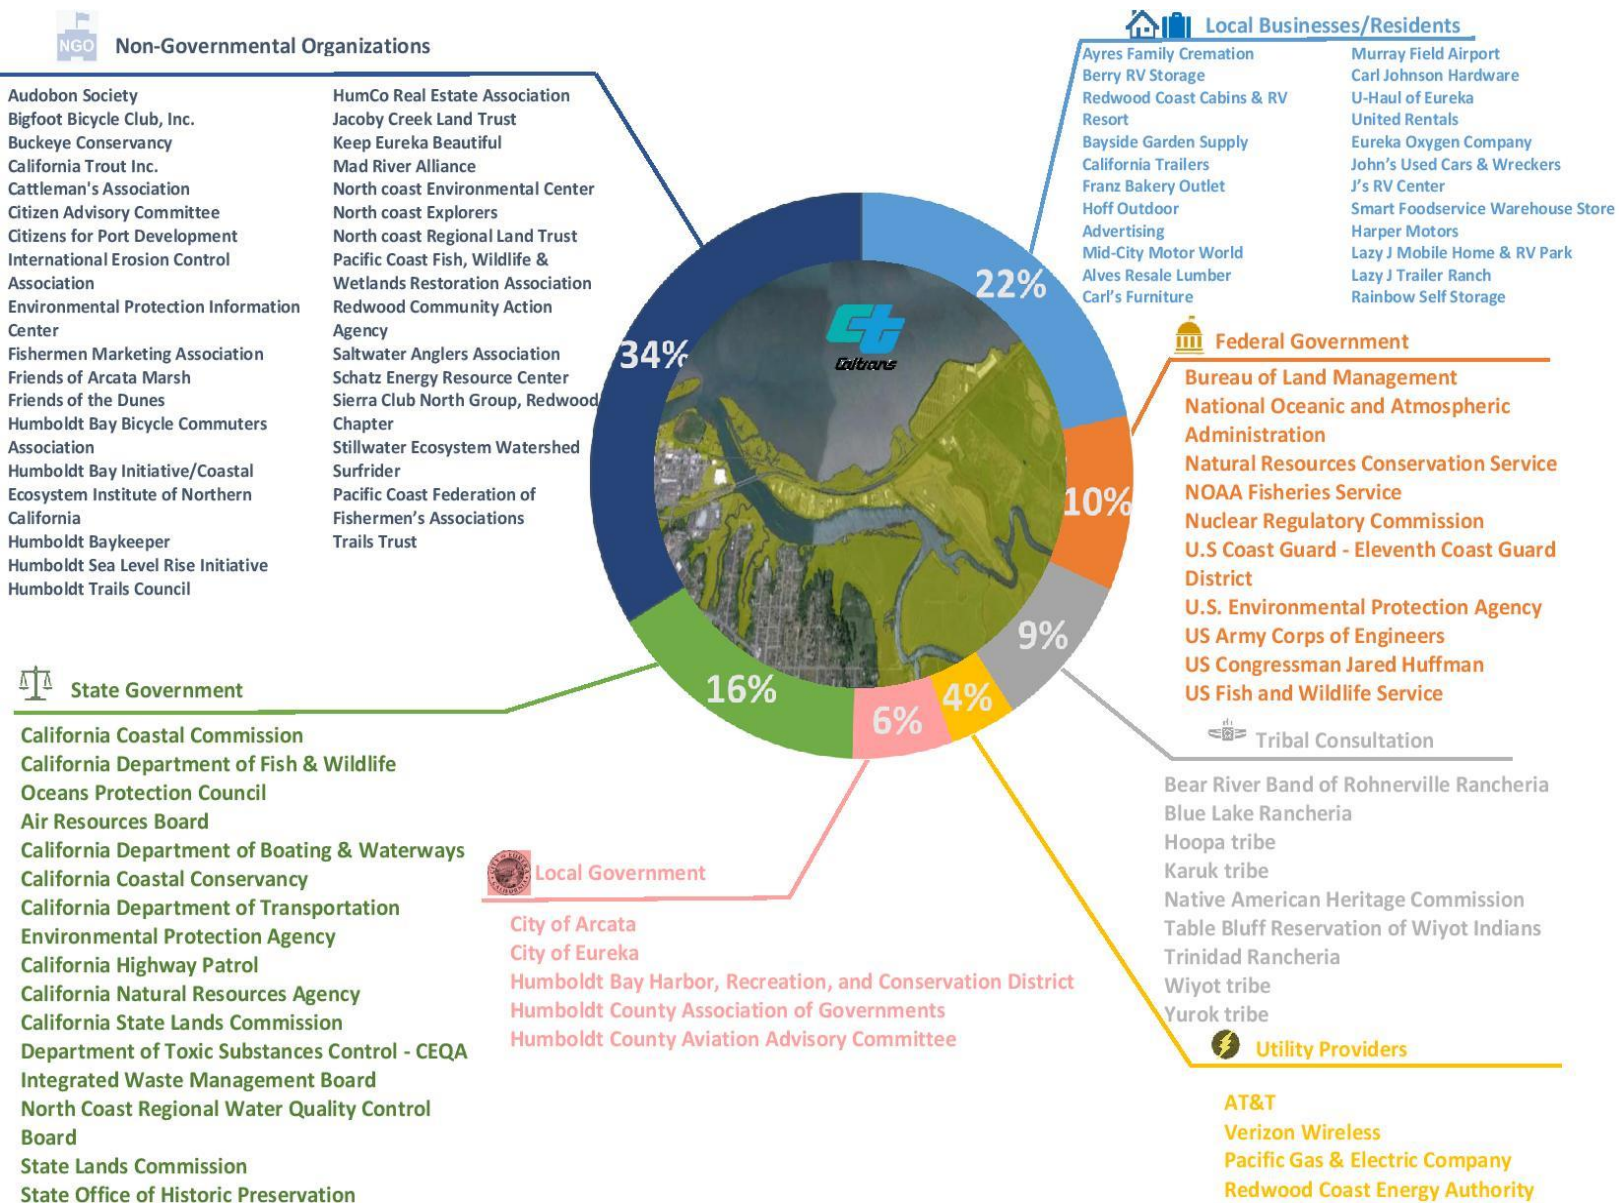 NGO
Non-Governmental Organizations
Audobon Society
Bigfoot Bicycle Club, Inc.
Buckeye Conservancy
California Trout Inc.
Cattleman's Association
Citizen Advisory Committee
Citizens for Port Development
International Erosion Control
Association
Environmental Protection Information
Center
Fishermen Marketing Association
Friends of Arcata Marsh
Friends of the Dunes
Humboldt Bay Bicycle Commuters
Association
Humboldt Bay Initiative/Coastal
Ecosystem Institute of Northern
California
Humboldt Baykeeper
Humboldt Sea Level Rise Initiative
Humboldt Trails Council
HumCo Real Estate Association
Jacoby Creek Land Trust
Keep Eureka Beautiful
Mad River Alliance
North coast Environmental Center
North coast Explorers
North coast Regional Land Trust
Pacific Coast Fish, Wildlife &
Wetlands Restoration Association
Redwood Community Action
Agency
Saltwater Anglers Association
Schatz Energy Resource Center
Sierra Club North Group, Redwood
Chapter
Stillwater Ecosystem Watershed
Surfrider
Pacific Coast Federation of
Fishermen's Associations
Trails Trust
Local Businesses/Residents
Ayres Family Cremation
Berry RV Storage
Redwood Coast Cabins & RV
Resort
Bayside Garden Supply
California Trailers
Franz Bakery Outlet
Hoff Outdoor
Advertising
Mid-City Motor World
Alves Resale Lumber
Carl's Furniture
Murray Field Airport
Carl Johnson Hardware
U-Haul of Eureka
United Rentals
Eureka Oxygen Company
John's Used Cars & Wreckers
J's RV Center
Smart Foodservice Warehouse Store
Harper Motors
Lazy J Mobile Home & RV Park
Lazy J Trailer Ranch
Rainbow Self Storage
22%
34%
10%
9%
4%
6%
16%
Ct
Caltrans
Federal Government
Bureau of Land Management
National Oceanic and Atmospheric
Administration
Natural Resources Conservation Service
NOAA Fisheries Service
Nuclear Regulatory Commission
U.S Coast Guard - Eleventh Coast Guard
District
U.S. Environmental Protection Agency
US Army Corps of Engineers
US Congressman Jared Huffman
US Fish and Wildlife Service
State Government
California Coastal Commission
California Department of Fish & Wildlife
Oceans Protection Council
Air Resources Board
California Department of Boating & Waterways
California Coastal Conservancy
California Department of Transportation
Environmental Protection Agency
California Highway Patrol
California Natural Resources Agency
California State Lands Commission
Department of Toxic Substances Control - CEQA
Integrated Waste Management Board
North Coast Regional Water Quality Control
Board
State Lands Commission
State Office of Historic Preservation
Local Government
City of Arcata
City of Eureka
Humboldt Bay Harbor, Recreation, and Conservation District
Humboldt County Association of Governments
Humboldt County Aviation Advisory Committee
Tribal Consultation
Bear River Band of Rohnerville Rancheria
Blue Lake Rancheria
Hoopa tribe
Karuk tribe
Native American Heritage Commission
Table Bluff Reservation of Wiyot Indians
Trinidad Rancheria
Wiyot tribe
Yurok tribe
Utility Providers
AT&T
Verizon Wireless
Pacific Gas & Electric Company
Redwood Coast Energy Authority